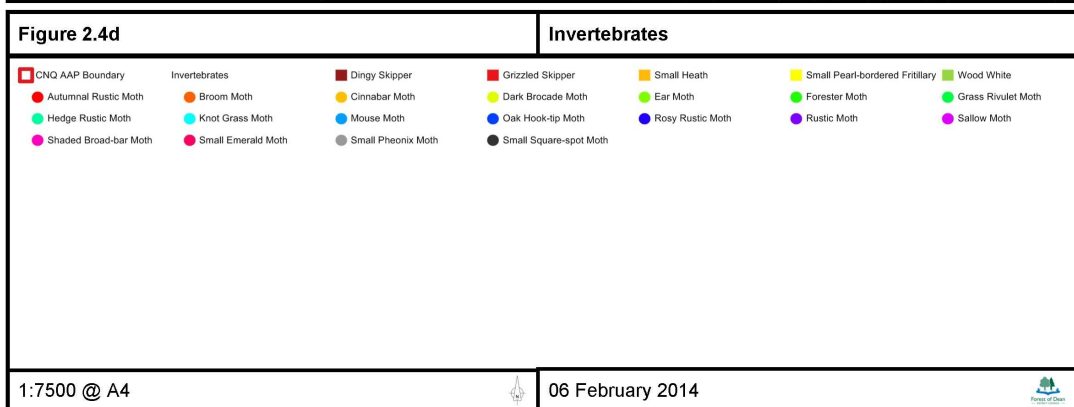 Figure 2.4d
Invertebrates
CNQ AAP Boundary Invertebrates Dingy Skipper Grizzled Skipper Small Heath Small Pearl-bordered Fritillary Wood White
Autumnal Rustic Moth Broom Moth Cinnabar Moth Dark Brocade Moth Ear Moth Forester Moth Grass Rivulet Moth
Hedge Rustic Moth Knot Grass Moth Mouse Moth Oak Hook-tip Moth Rosy Rustic Moth Rustic Moth Sallow Moth
Shaded Broad-bar Moth Small Emerald Moth Small Pheonix Moth Small Square-spot Moth
1:7500 @ A4
N
06 February 2014
Forest of Dean